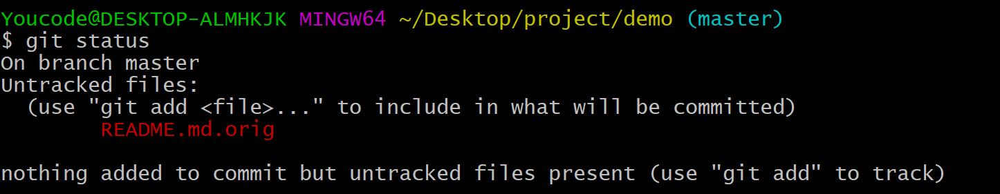 Youcode@DESKTOP-ALMHKJK MINGW64 ~/Desktop/project/demo (master)
$ git status
On branch master
Untracked files:
  (use "git add <file>..." to include in what will be committed)
        README.md.orig

nothing added to commit but untracked files present (use "git add" to track)